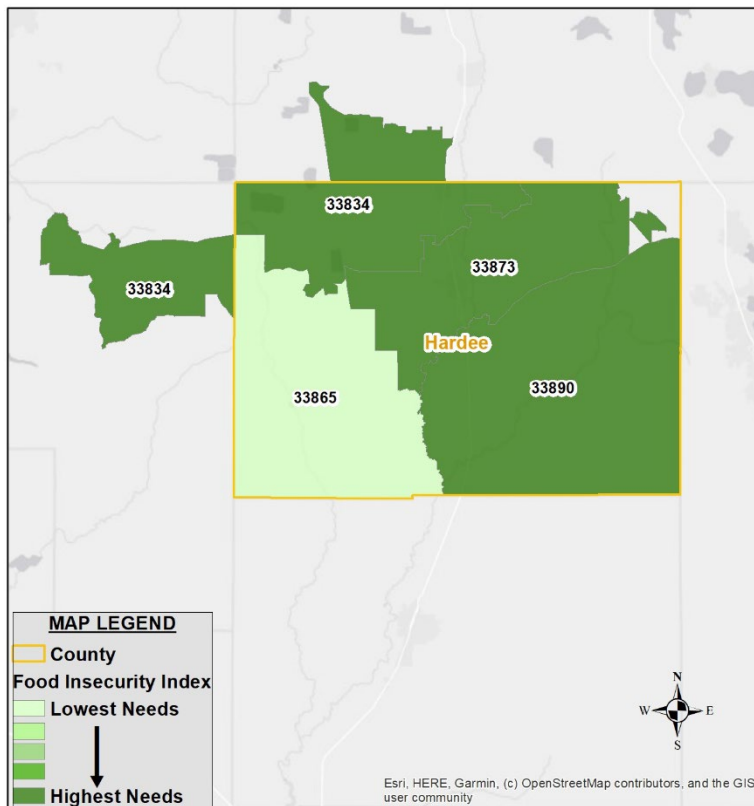 33834
33873
33834
Hardee
33890
33865
MAP LEGEND
County
Food Insecurity Index
Lowest Needs
Highest Needs
N
W E
S
Esri, HERE, Garmin, (c) OpenStreetMap contributors, and the GIS
user community